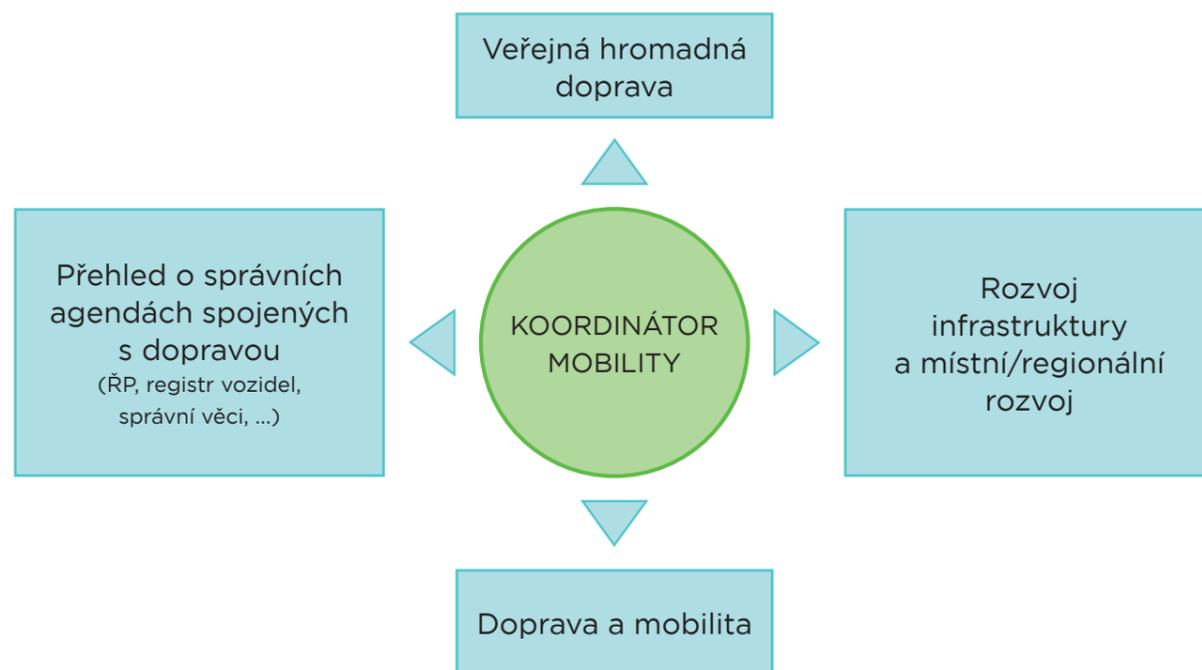 Veřejná hromadná
doprava
Přehled o správních
agendách spojených
s dopravou
(ŘP, registr vozidel,
správní věci, ...)
KOORDINÁTOR
MOBILITY
Rozvoj
infrastruktury
a místní/regionální
rozvoj
Doprava a mobilita